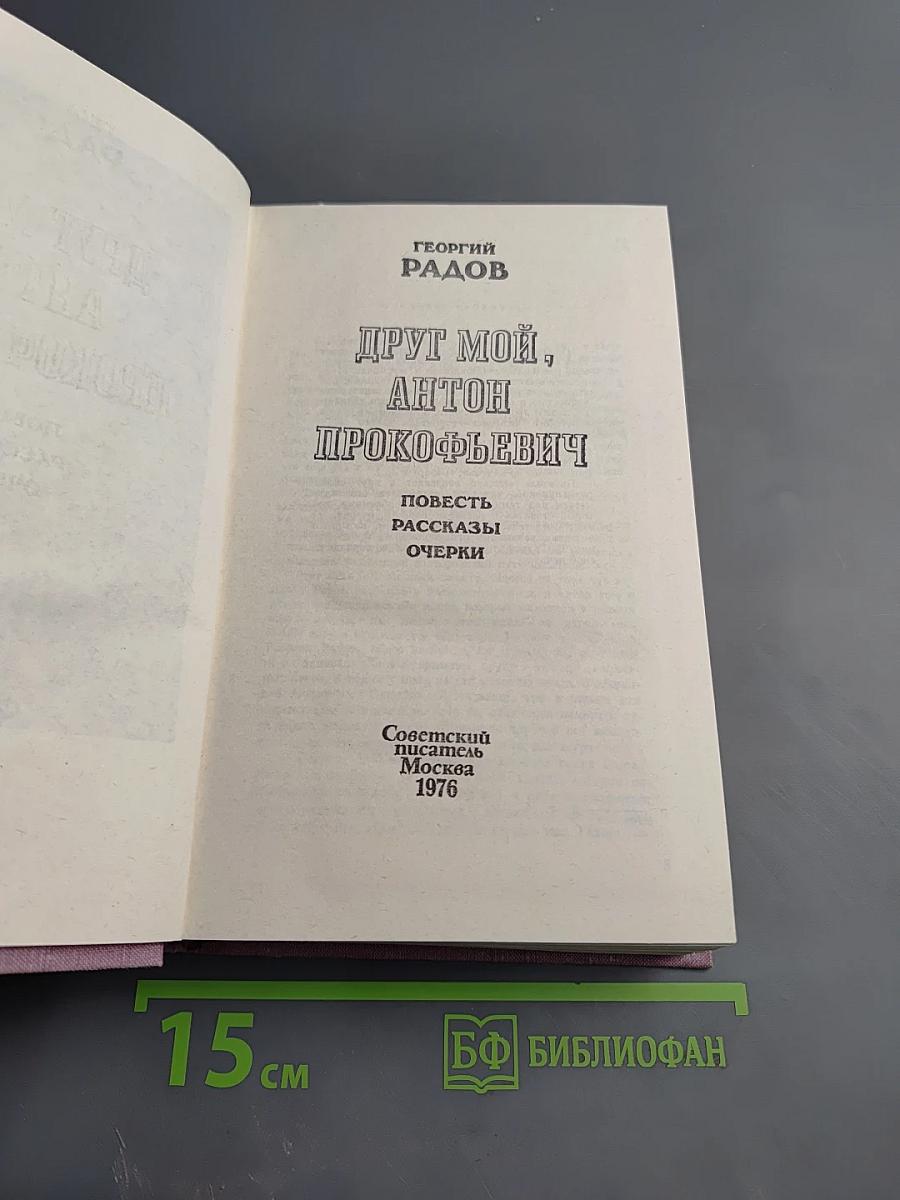 ГЕОРГИЙ
РАДОВ
ДРУГ МОЙ,
АНТОН
ПРОКОФЬЕВИЧ
ПОВЕСТЬ
РАССКАЗЫ
ОЧЕРКИ
Советский
писатель
Москва
1976
15 см
БФ БИБЛИОФАН